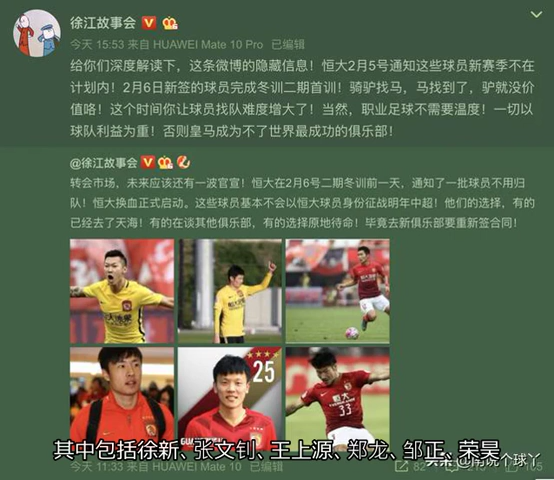 徐江故事会
今天 15:53 来自 HUAWEI Mate 10 Pro 已编辑
给你们深度解读下，这条微博的隐藏信息！恒大2月5号通知这些球员新赛季不在
计划内！2月6日新签的球员完成冬训二期首训！骑驴找马，马找到了，驴就没价
值咯！这个时间你让球员找队难度增大了！当然，职业足球不需要温度！一切以
球队利益为重！否则皇马成为不了世界最成功的俱乐部！
@徐江故事会
转会市场，未来应该还有一波官宣！恒大在2月6号二期冬训前一天，通知了一批球员不用归
队！恒大换血正式启动。这些球员基本不会以恒大球员身份征战明年中超！他们的选择，有的
已经去了天海！有的在谈其他俱乐部，有的选择原地待命！毕竟去新俱乐部要重新签合同！
恒大
33
25
其中包括徐新、张文钊、王上源、郑龙、邹正、荣昊
今天 11:33 来自 HUAWEI Mate 10 Pro 已编辑
82
215
105
头条 @南说个球丫